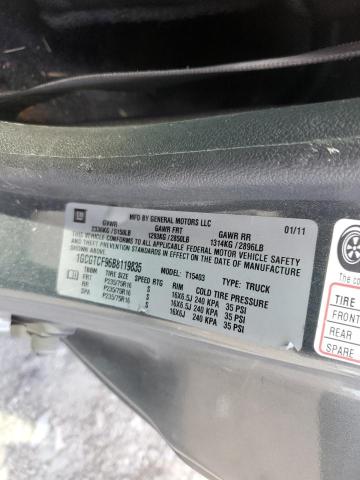 GM
MFD BY GENERAL MOTORS LLC
01/11
GVWR GAWR FRT GAWR RR
2336KG / 5150LB 1293KG / 2850LB 1314KG / 2896LB
THIS VEHICLE CONFORMS TO ALL APPLICABLE FEDERAL MOTOR VEHICLE SAFETY
STANDARDS IN EFFECT ON THE DATE OF MANUFACTURE SHOWN ABOVE.
1GCGTCF96B8119835 MODEL: T15403 TYPE: TRUCK
TIRE SIZE SPEED RTG RIM COLD TIRE PRESSURE
FRT P235/75R16 S 16X6.5J 240 KPA 35 PSI
RR P235/75R16 S 16X6.5J 240 KPA 35 PSI
SPA P235/75R16 S 16X6J 240 KPA 35 PSI
TIRE
FRONT
REAR
SPARE